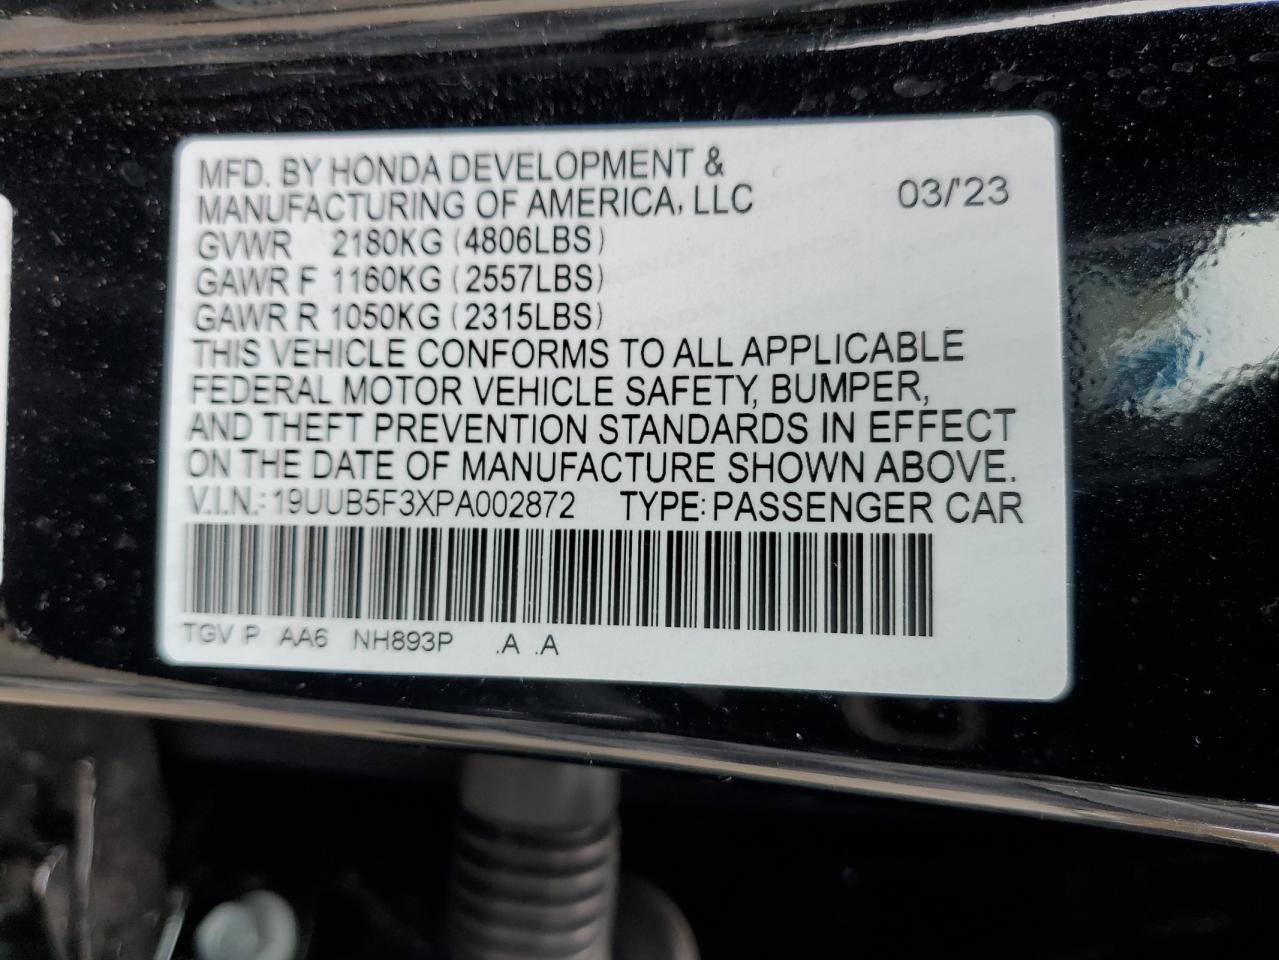 MFD. BY HONDA DEVELOPMENT &
MANUFACTURING OF AMERICA, LLC 03/'23
GVWR 2180KG (4806LBS)
GAWR F 1160KG (2557LBS)
GAWR R 1050KG (2315LBS)
THIS VEHICLE CONFORMS TO ALL APPLICABLE
FEDERAL MOTOR VEHICLE SAFETY, BUMPER,
AND THEFT PREVENTION STANDARDS IN EFFECT
ON THE DATE OF MANUFACTURE SHOWN ABOVE.
V.I.N.: 19UUB5F3XPA002872 TYPE: PASSENGER CAR
TGV P AA6 NH893P .A .A